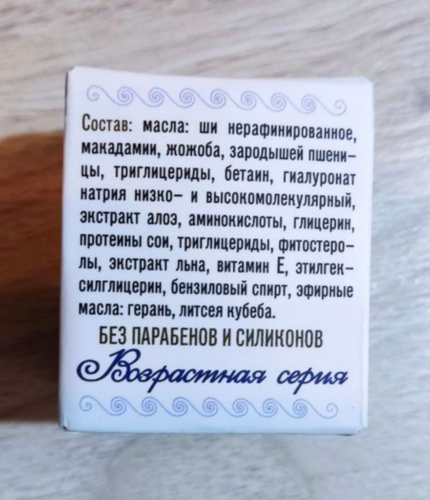 Состав: масла: ши нерафинированное,
макадамии, жожоба, зародышей пшени-
цы, триглицериды, бетаин, гиалуронат
натрия низко- и высокомолекулярный,
экстракт алоэ, аминокислоты, глицерин,
протеины сои, триглицериды, фитостеро-
лы, экстракт льна, витамин Е, этилгек-
силглицерин, бензиловый спирт, эфирные
масла: герань, литсея кубеба.
БЕЗ ПАРАБЕНОВ И СИЛИКОНОВ
Возрастная серия